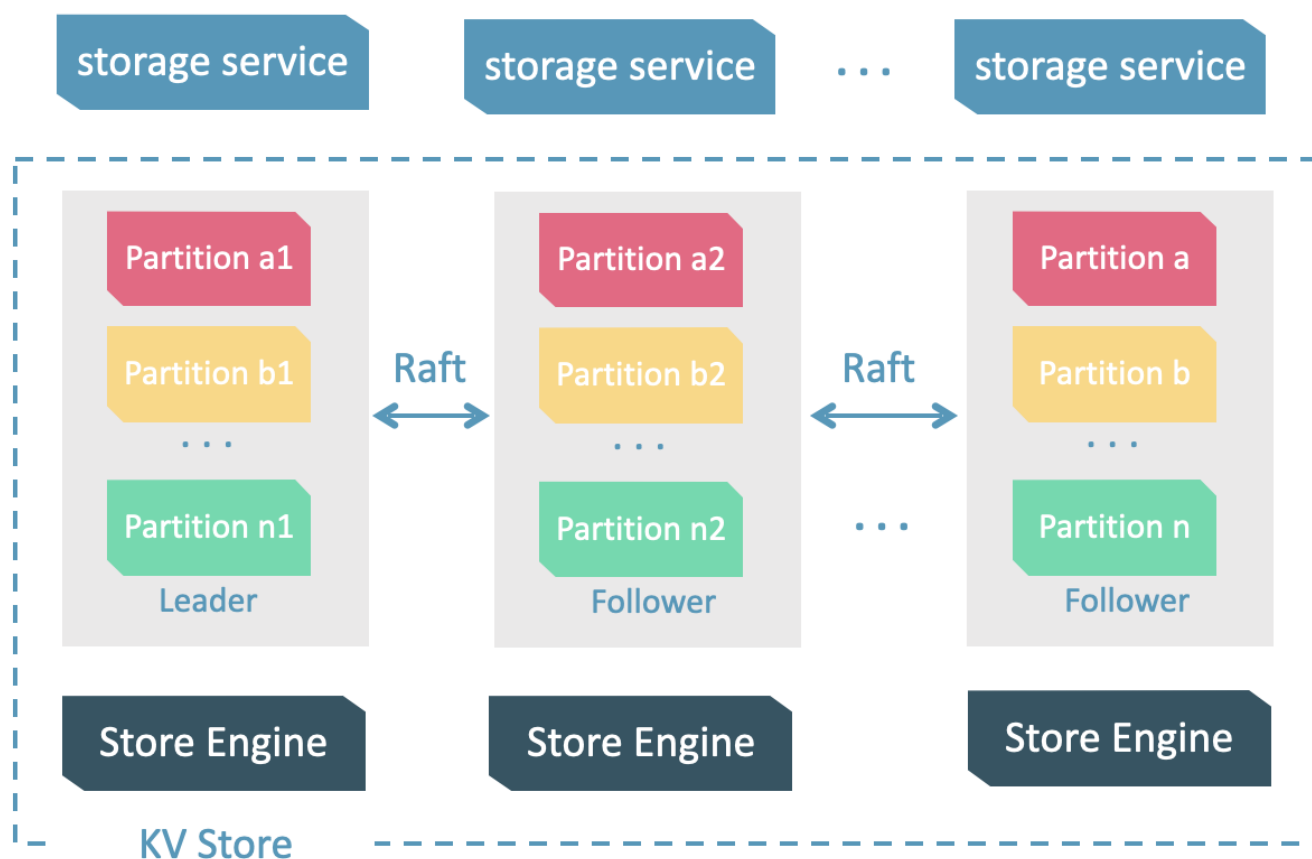 storage service
storage service
...
storage service
Partition a1
Partition a2
Partition a
Partition b1
Raft
Partition b2
Raft
Partition b
...
...
...
Partition n1
Partition n2
...
Partition n
Leader
Follower
Follower
Store Engine
Store Engine
Store Engine
KV Store